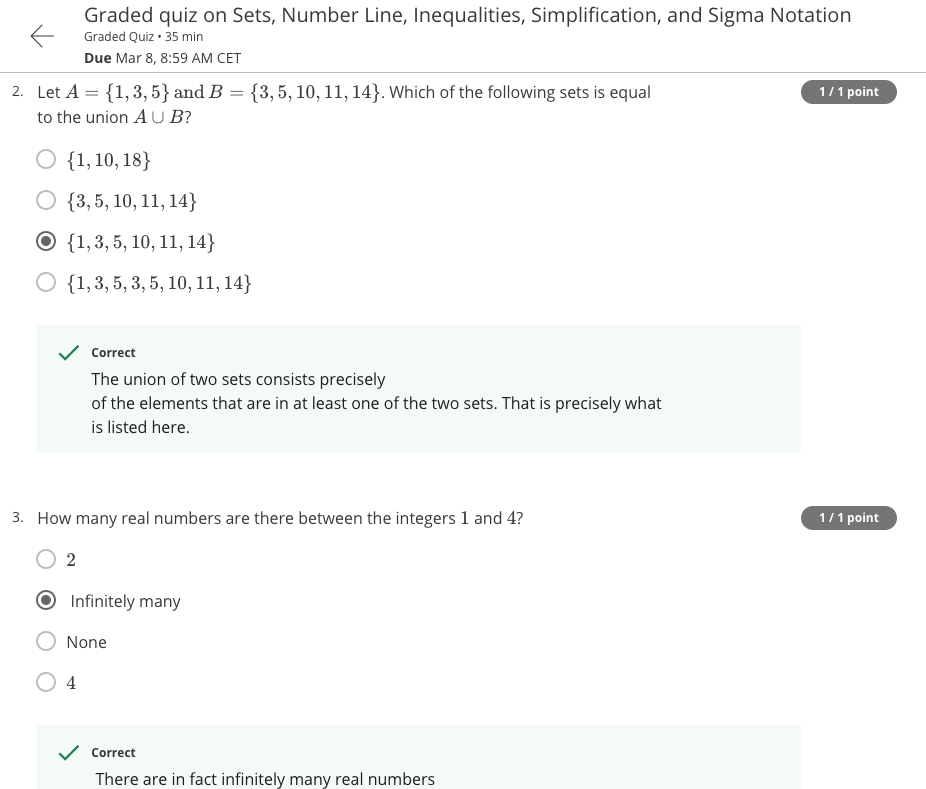 Graded quiz on Sets, Number Line, Inequalities, Simplification, and Sigma Notation
Graded Quiz • 35 min
Due Mar 8, 8:59 AM CET
2. Let A = {1, 3, 5} and B = {3, 5, 10, 11, 14}. Which of the following sets is equal
1 / 1 point
to the union A ∪ B?
{1, 10, 18}
{3, 5, 10, 11, 14}
{1, 3, 5, 10, 11, 14}
{1, 3, 5, 3, 5, 10, 11, 14}
Correct
The union of two sets consists precisely
of the elements that are in at least one of the two sets. That is precisely what
is listed here.
3. How many real numbers are there between the integers 1 and 4?
1 / 1 point
2
Infinitely many
None
4
Correct
There are in fact infinitely many real numbers